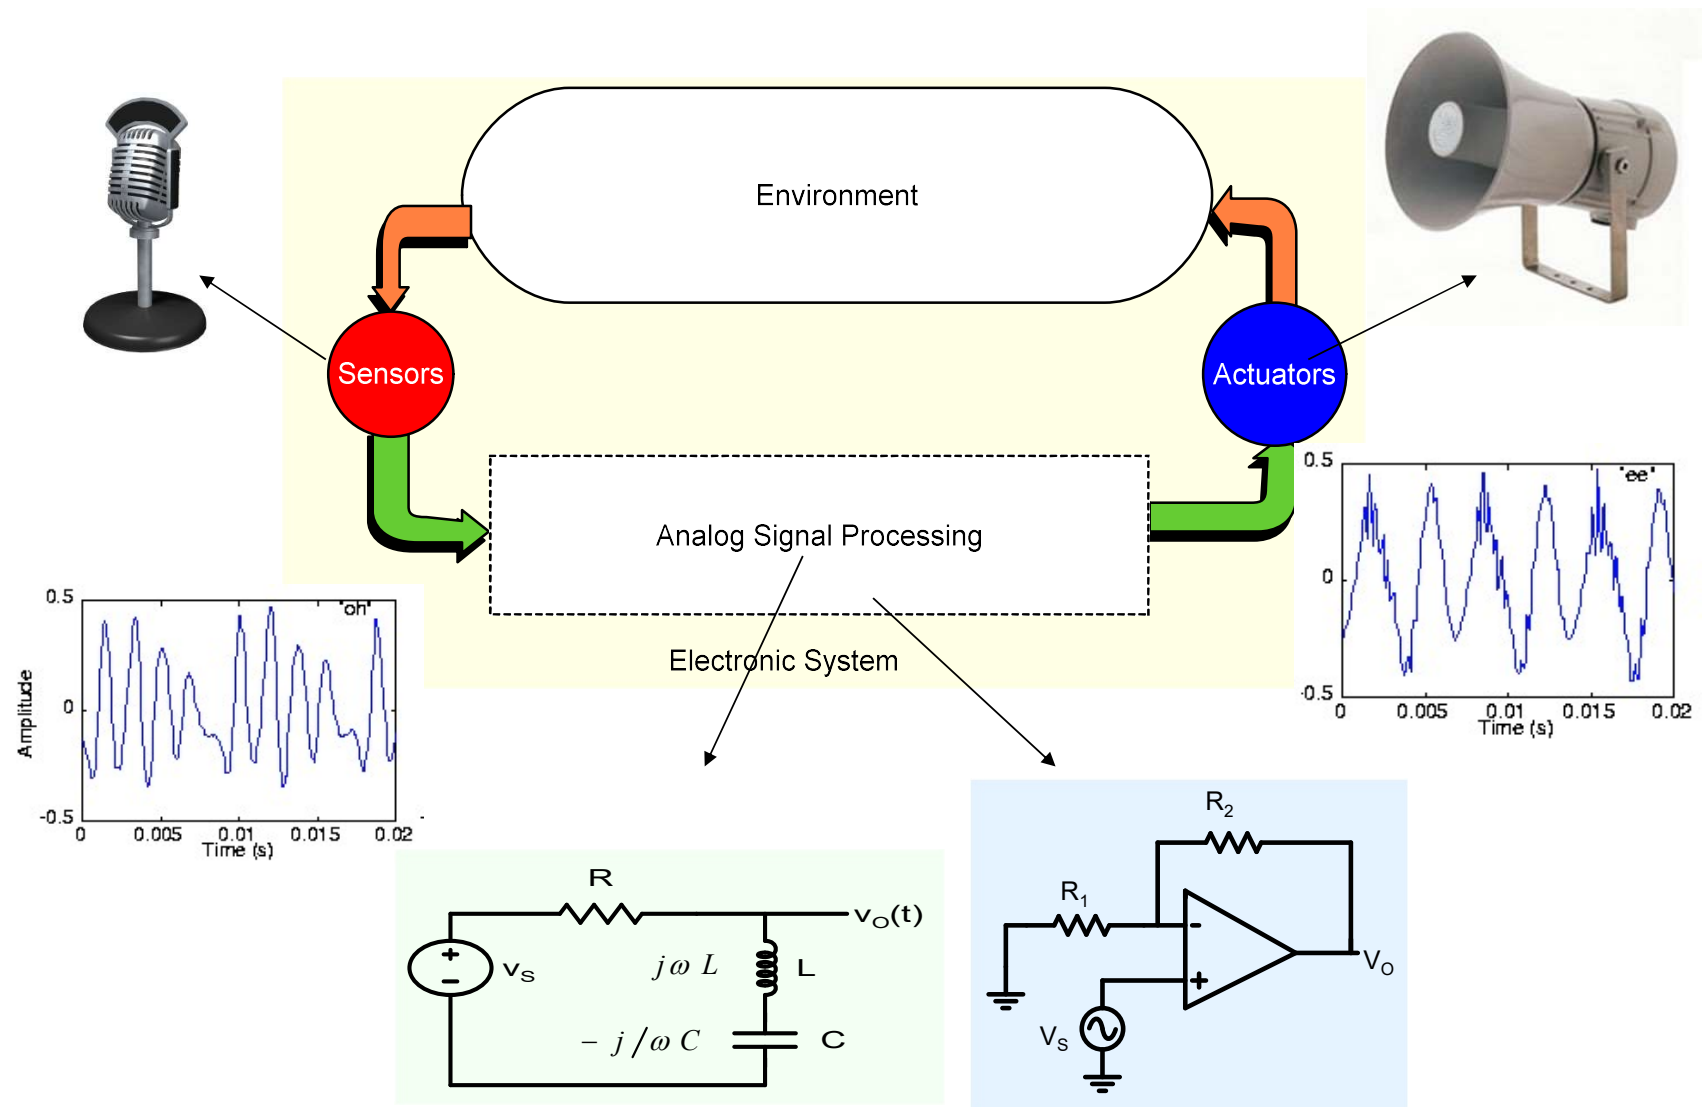 Environment
Sensors
Actuators
Analog Signal Processing
Electronic System
0.5
"oh"
0
-0.5
Amplitude
0 0.005 0.01 0.015 0.02
Time (s)
0.5
"ee"
0
-0.5
0 0.005 0.01 0.015 0.02
Time (s)
R
vO(t)
+
−
vS
jω L
L
− j/ω C
C
R2
R1
-
+
VO
VS